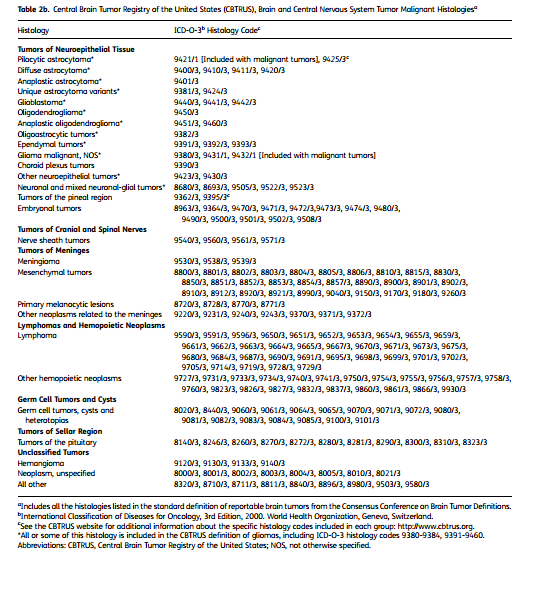 Table 2b. Central Brain Tumor Registry of the United States (CBTRUS), Brain and Central Nervous System Tumor Malignant Histologiesᵃ
Histology ICD-O-3ᵇ Histology Codeᶜ
Tumors of Neuroepithelial Tissue
Pilocytic astrocytoma* 9421/1 [Included with malignant tumors], 9425/3ᶜ
Diffuse astrocytoma* 9400/3, 9410/3, 9411/3, 9420/3
Anaplastic astrocytoma* 9401/3
Unique astrocytoma variants* 9381/3, 9424/3
Glioblastoma* 9440/3, 9441/3, 9442/3
Oligodendroglioma* 9450/3
Anaplastic oligodendroglioma* 9451/3, 9460/3
Oligoastrocytic tumors* 9382/3
Ependymal tumors* 9391/3, 9392/3, 9393/3
Glioma malignant, NOS* 9380/3, 9431/1, 9432/1 [Included with malignant tumors]
Choroid plexus tumors 9390/3
Other neuroepithelial tumors* 9423/3, 9430/3
Neuronal and mixed neuronal-glial tumors* 8680/3, 8693/3, 9505/3, 9522/3, 9523/3
Tumors of the pineal region 9362/3, 9395/3ᶜ
Embryonal tumors 8963/3, 9364/3, 9470/3, 9471/3, 9472/3,9473/3, 9474/3, 9480/3,
9490/3, 9500/3, 9501/3, 9502/3, 9508/3
Tumors of Cranial and Spinal Nerves
Nerve sheath tumors 9540/3, 9560/3, 9561/3, 9571/3
Tumors of Meninges
Meningioma 9530/3, 9538/3, 9539/3
Mesenchymal tumors 8800/3, 8801/3, 8802/3, 8803/3, 8804/3, 8805/3, 8806/3, 8810/3, 8815/3, 8830/3,
8850/3, 8851/3, 8852/3, 8853/3, 8854/3, 8857/3, 8890/3, 8900/3, 8901/3, 8902/3,
8910/3, 8912/3, 8920/3, 8921/3, 8990/3, 9040/3, 9150/3, 9170/3, 9180/3, 9260/3
Primary melanocytic lesions 8720/3, 8728/3, 8770/3, 8771/3
Other neoplasms related to the meninges 9220/3, 9231/3, 9240/3, 9243/3, 9370/3, 9371/3, 9372/3
Lymphomas and Hemopoietic Neoplasms
Lymphoma 9590/3, 9591/3, 9596/3, 9650/3, 9651/3, 9652/3, 9653/3, 9654/3, 9655/3, 9659/3,
9661/3, 9662/3, 9663/3, 9664/3, 9665/3, 9667/3, 9670/3, 9671/3, 9673/3, 9675/3,
9680/3, 9684/3, 9687/3, 9690/3, 9691/3, 9695/3, 9698/3, 9699/3, 9701/3, 9702/3,
9705/3, 9714/3, 9719/3, 9728/3, 9729/3
Other hemopoietic neoplasms 9727/3, 9731/3, 9733/3, 9734/3, 9740/3, 9741/3, 9750/3, 9754/3, 9755/3, 9756/3, 9757/3, 9758/3,
9760/3, 9823/3, 9826/3, 9827/3, 9832/3, 9837/3, 9860/3, 9861/3, 9866/3, 9930/3
Germ Cell Tumors and Cysts
Germ cell tumors, cysts and 8020/3, 8440/3, 9060/3, 9061/3, 9064/3, 9065/3, 9070/3, 9071/3, 9072/3, 9080/3,
heterotopias 9081/3, 9082/3, 9083/3, 9084/3, 9085/3, 9100/3, 9101/3
Tumors of Sellar Region
Tumors of the pituitary 8140/3, 8246/3, 8260/3, 8270/3, 8272/3, 8280/3, 8281/3, 8290/3, 8300/3, 8310/3, 8323/3
Unclassified Tumors
Hemangioma 9120/3, 9130/3, 9133/3, 9140/3
Neoplasm, unspecified 8000/3, 8001/3, 8002/3, 8003/3, 8004/3, 8005/3, 8010/3, 8021/3
All other 8320/3, 8710/3, 8711/3, 8811/3, 8840/3, 8896/3, 8980/3, 9503/3, 9580/3
ᵃIncludes all the histologies listed in the standard definition of reportable brain tumors from the Consensus Conference on Brain Tumor Definitions.
ᵇInternational Classification of Diseases for Oncology, 3rd Edition, 2000. World Health Organization, Geneva, Switzerland.
ᶜSee the CBTRUS website for additional information about the specific histology codes included in each group: http://www.cbtrus.org.
*All or some of this histology is included in the CBTRUS definition of gliomas, including ICD-O-3 histology codes 9380-9384, 9391-9460.
Abbreviations: CBTRUS, Central Brain Tumor Registry of the United States; NOS, not otherwise specified.